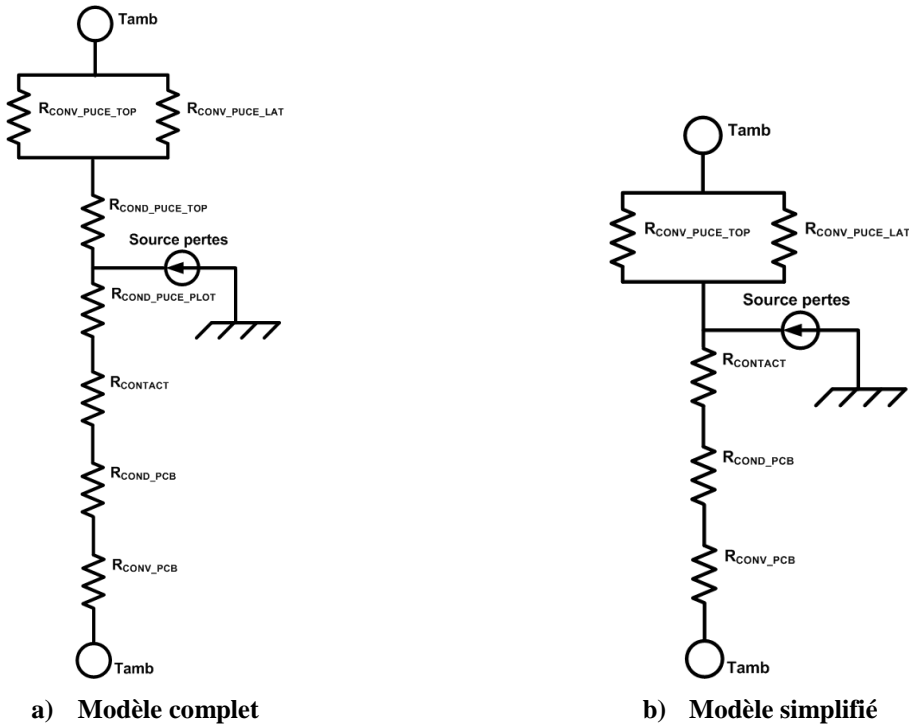 Tamb
RCONV_PUCE_TOP
RCONV_PUCE_LAT
RCOND_PUCE_TOP
Source pertes
RCOND_PUCE_PLOT
RCONTACT
RCOND_PCB
RCONV_PCB
Tamb
a) Modèle complet
Tamb
RCONV_PUCE_TOP
RCONV_PUCE_LAT
Source pertes
RCONTACT
RCOND_PCB
RCONV_PCB
Tamb
b) Modèle simplifié